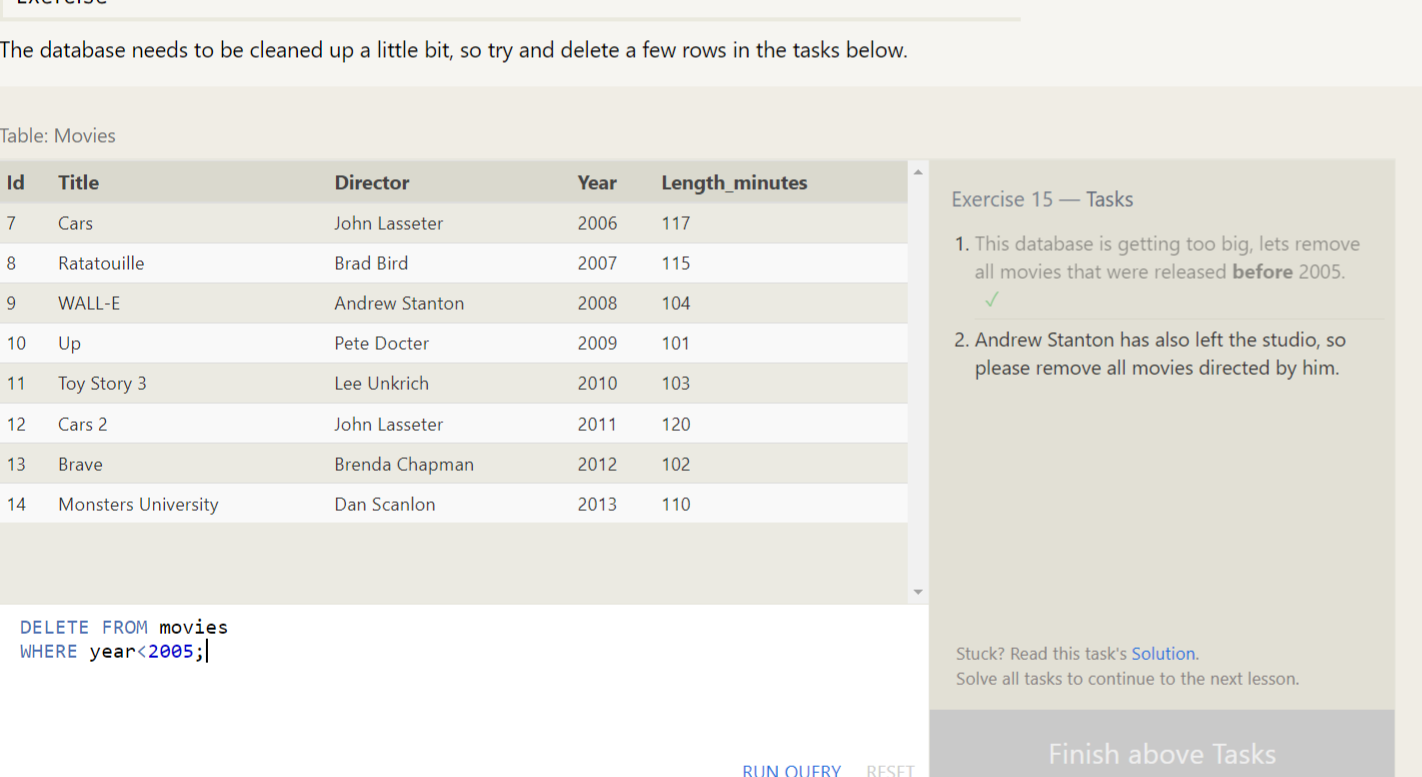 Exercise
The database needs to be cleaned up a little bit, so try and delete a few rows in the tasks below.
Table: Movies
Id Title Director Year Length_minutes
7 Cars John Lasseter 2006 117
8 Ratatouille Brad Bird 2007 115
9 WALL-E Andrew Stanton 2008 104
10 Up Pete Docter 2009 101
11 Toy Story 3 Lee Unkrich 2010 103
12 Cars 2 John Lasseter 2011 120
13 Brave Brenda Chapman 2012 102
14 Monsters University Dan Scanlon 2013 110
DELETE FROM movies
WHERE year<2005;
RUN QUERY RESET
Exercise 15 — Tasks
1. This database is getting too big, lets remove
all movies that were released before 2005.
✓
2. Andrew Stanton has also left the studio, so
please remove all movies directed by him.
Stuck? Read this task's Solution.
Solve all tasks to continue to the next lesson.
Finish above Tasks